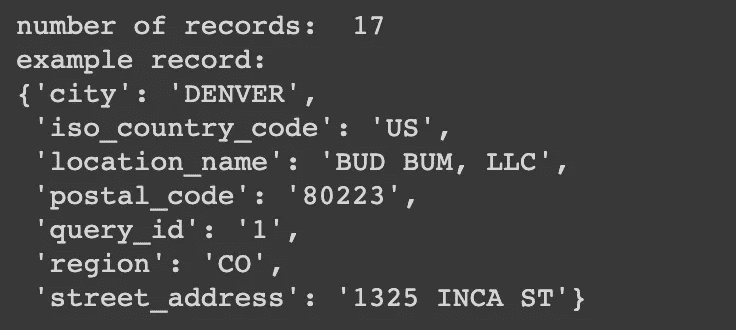 number of records:  17
example record:
{'city': 'DENVER',
 'iso_country_code': 'US',
 'location_name': 'BUD BUM, LLC',
 'postal_code': '80223',
 'query_id': '1',
 'region': 'CO',
 'street_address': '1325 INCA ST'}